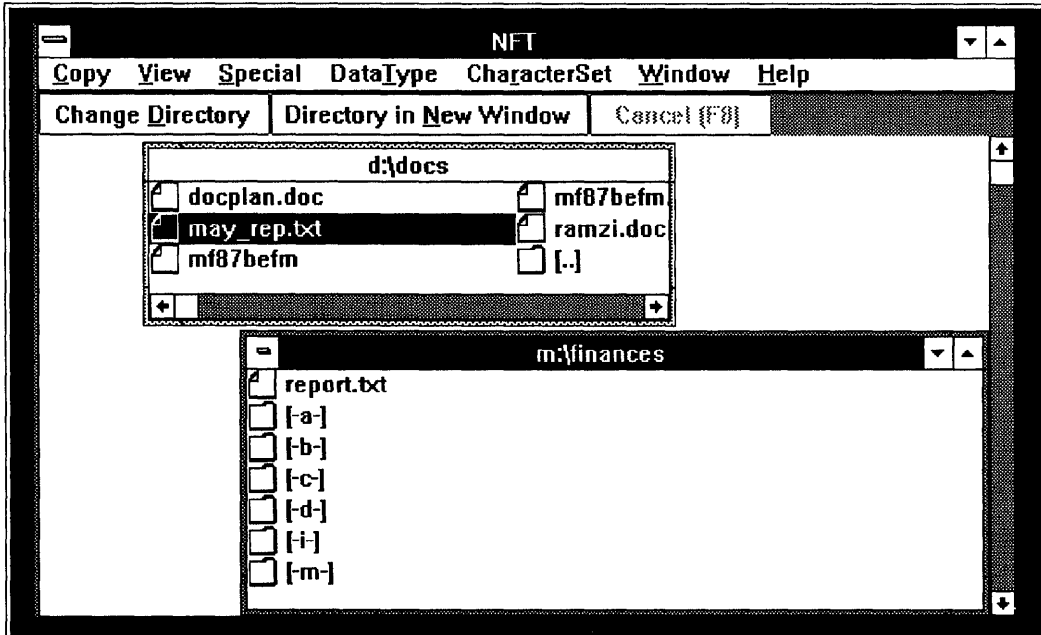 NFT
Copy View Special DataType CharacterSet Window Help
Change Directory Directory in New Window Cancel (F8)
d:\docs
docplan.doc mf87befm.
may_rep.txt ramzi.doc
mf87befm [..]
m:\finances
report.txt
[-a-]
[-b-]
[-c-]
[-d-]
[-i-]
[-m-]